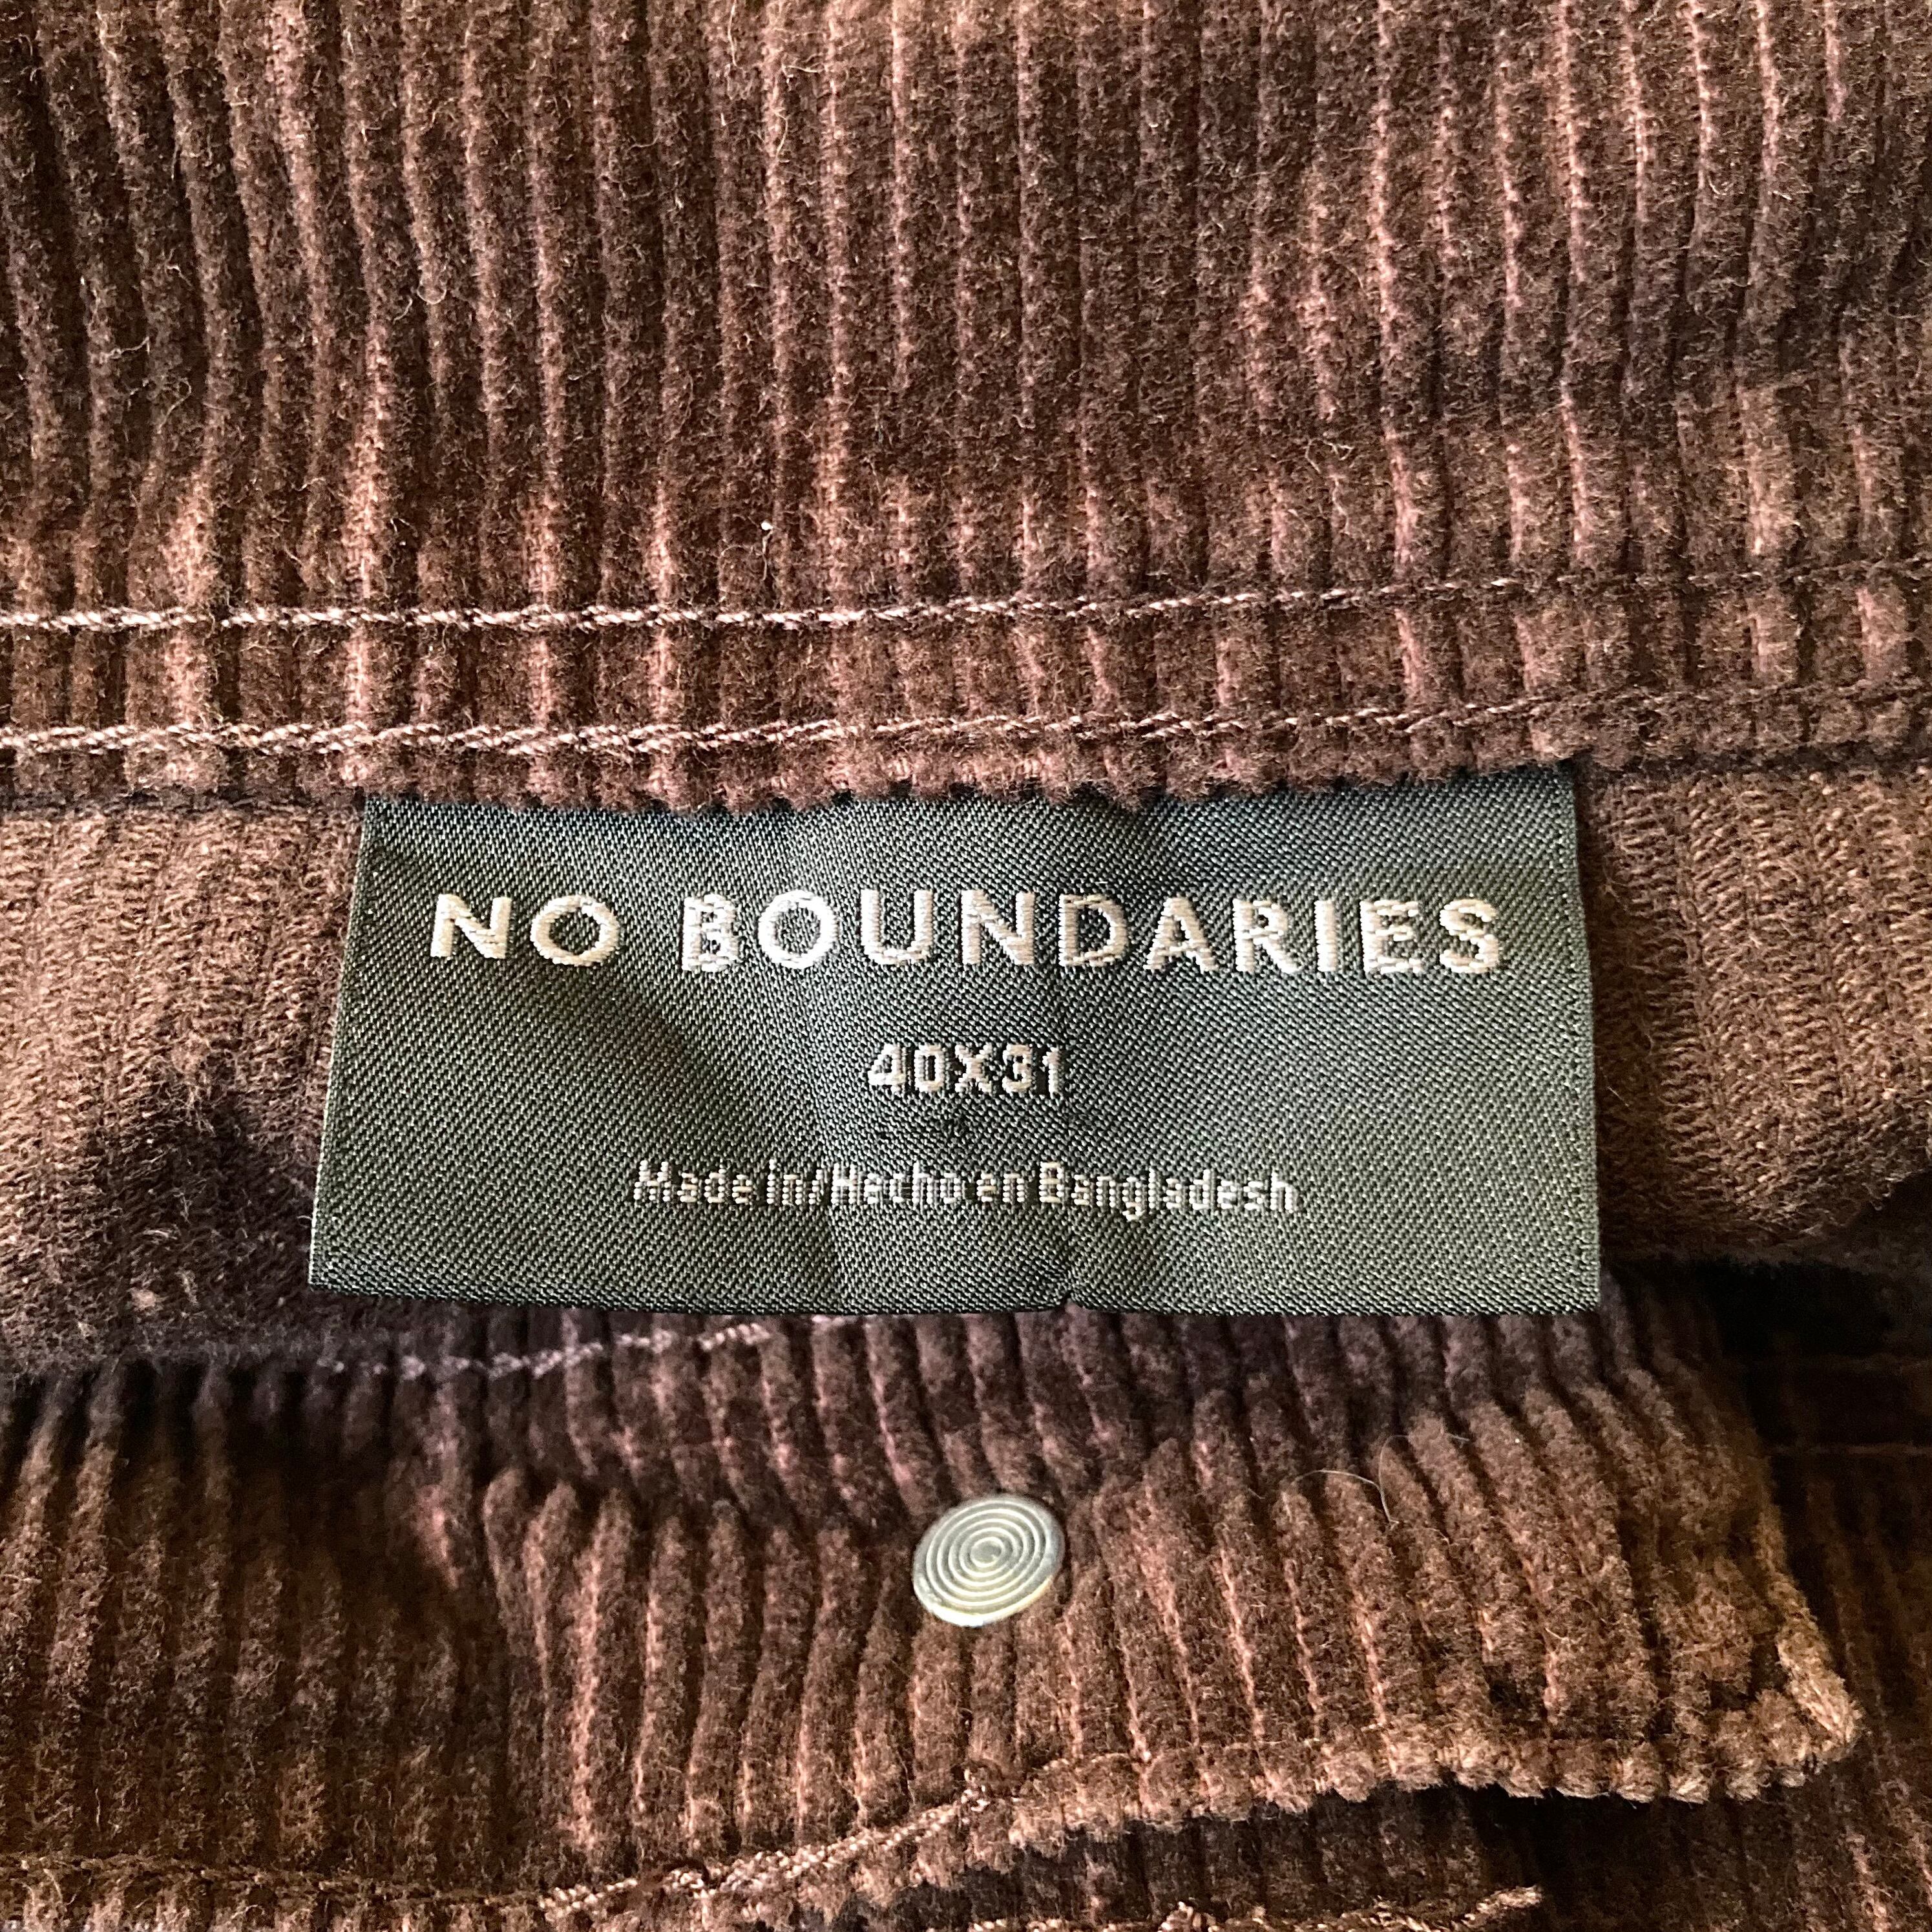 NO BOUNDARIES
40X31
Made in/Hecho en Bangladesh